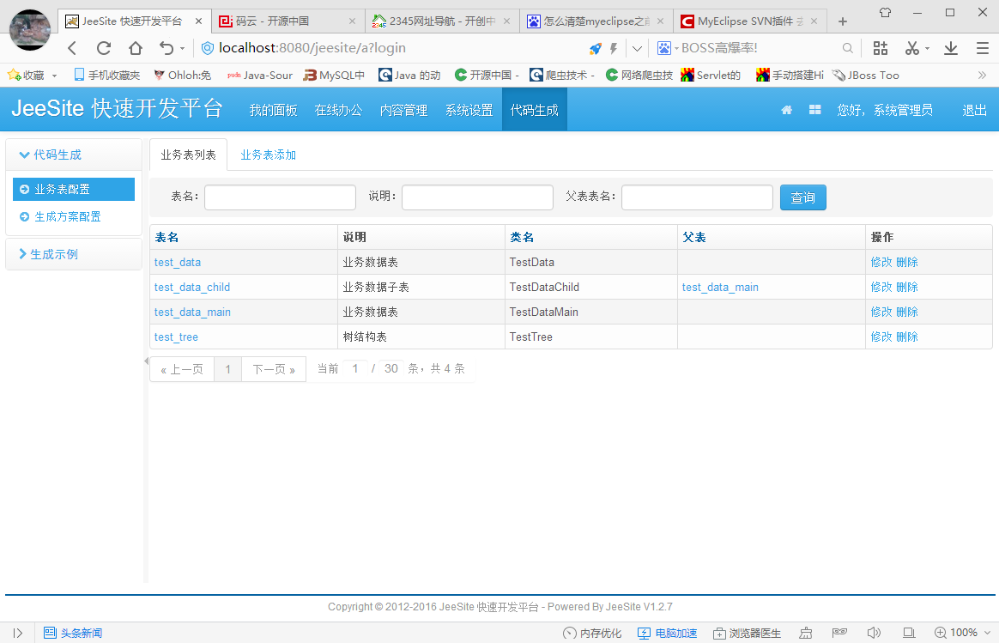 JeeSite 快速开发平台 码云 - 开源中国 2345网址导航 - 开创中 怎么清楚myeclipse之 MyEclipse SVN插件
localhost:8080/jeesite/a?login BOSS高爆率!
收藏 手机收藏夹 Ohloh:免 Java-Sour MySQL中 Java 的动 开源中国 - 爬虫技术 - 网络爬虫技 Servlet的 手动搭建Hi JBoss Too
JeeSite 快速开发平台 我的面板 在线办公 内容管理 系统设置 代码生成 您好, 系统管理员 退出
代码生成 业务表列表 业务表添加
业务表配置 表名: 说明: 父表表名: 查询
生成方案配置
生成示例
表名 说明 类名 父表 操作
test_data 业务数据表 TestData 修改 删除
test_data_child 业务数据子表 TestDataChild test_data_main 修改 删除
test_data_main 业务数据表 TestDataMain 修改 删除
test_tree 树结构表 TestTree 修改 删除
« 上一页 1 下一页 » 当前 1 / 30 条,共 4 条
Copyright © 2012-2016 JeeSite 快速开发平台 - Powered By JeeSite V1.2.7
头条新闻 内存优化 电脑加速 浏览器医生 100%